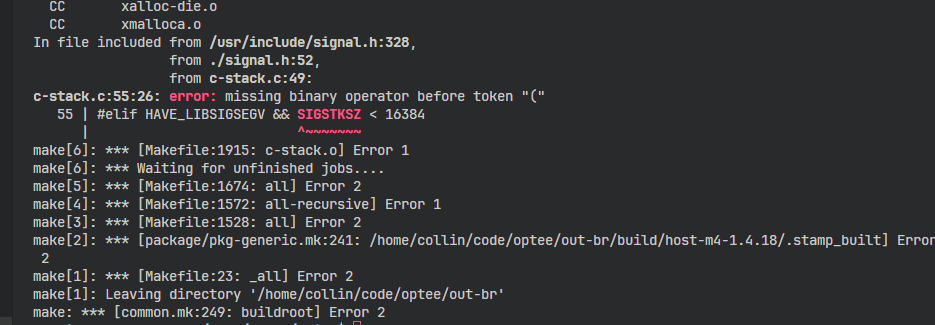 CC       xalloc-die.o
CC       xmalloca.o
In file included from /usr/include/signal.h:328,
                 from ./signal.h:52,
                 from c-stack.c:49:
c-stack.c:55:26: error: missing binary operator before token "("
   55 | #elif HAVE_LIBSIGSEGV && SIGSTKSZ < 16384
      |                          ^~~~~~~~
make[6]: *** [Makefile:1915: c-stack.o] Error 1
make[6]: *** Waiting for unfinished jobs....
make[5]: *** [Makefile:1674: all] Error 2
make[4]: *** [Makefile:1572: all-recursive] Error 1
make[3]: *** [Makefile:1528: all] Error 2
make[2]: *** [package/pkg-generic.mk:241: /home/collin/code/optee/out-br/build/host-m4-1.4.18/.stamp_built] Error
 2
make[1]: *** [Makefile:23: _all] Error 2
make[1]: Leaving directory '/home/collin/code/optee/out-br'
make: *** [common.mk:249: buildroot] Error 2